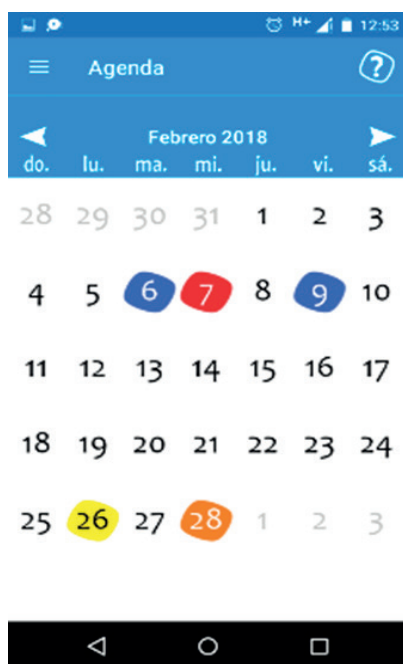 H+ 12:53
Agenda ?
Febrero 2018
do. lu. ma. mi. ju. vi. sá.
28 29 30 31 1 2 3
4 5 6 7 8 9 10
11 12 13 14 15 16 17
18 19 20 21 22 23 24
25 26 27 28 1 2 3